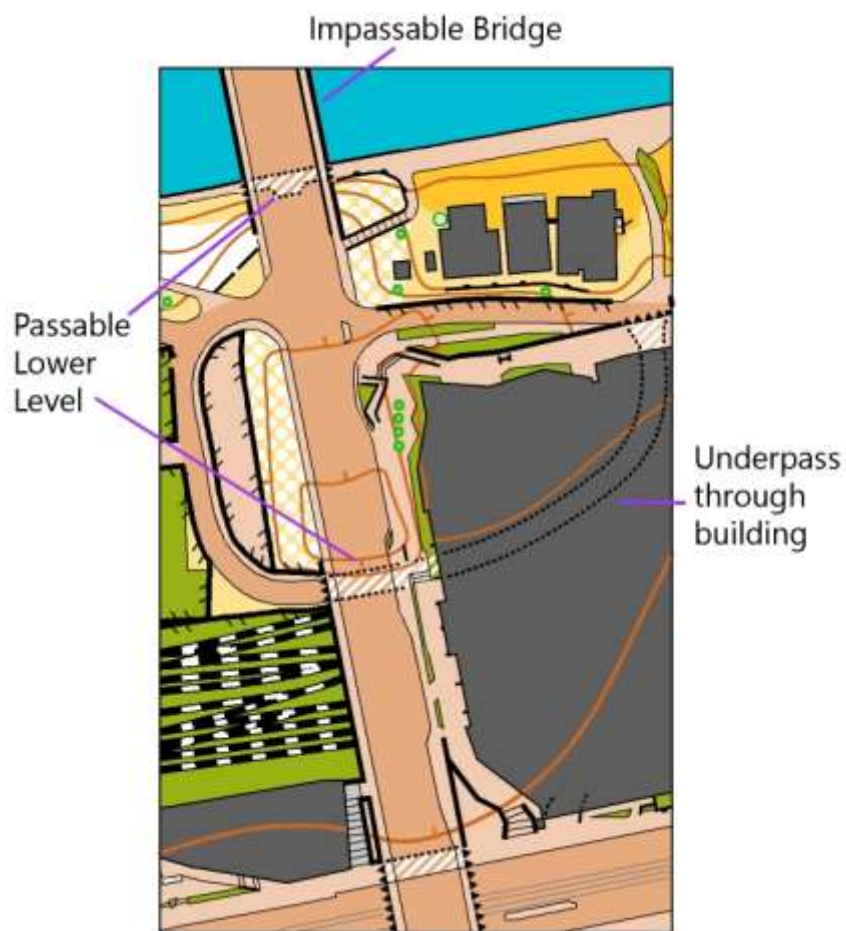 Impassable Bridge
Passable
Lower
Level
Underpass
through
building